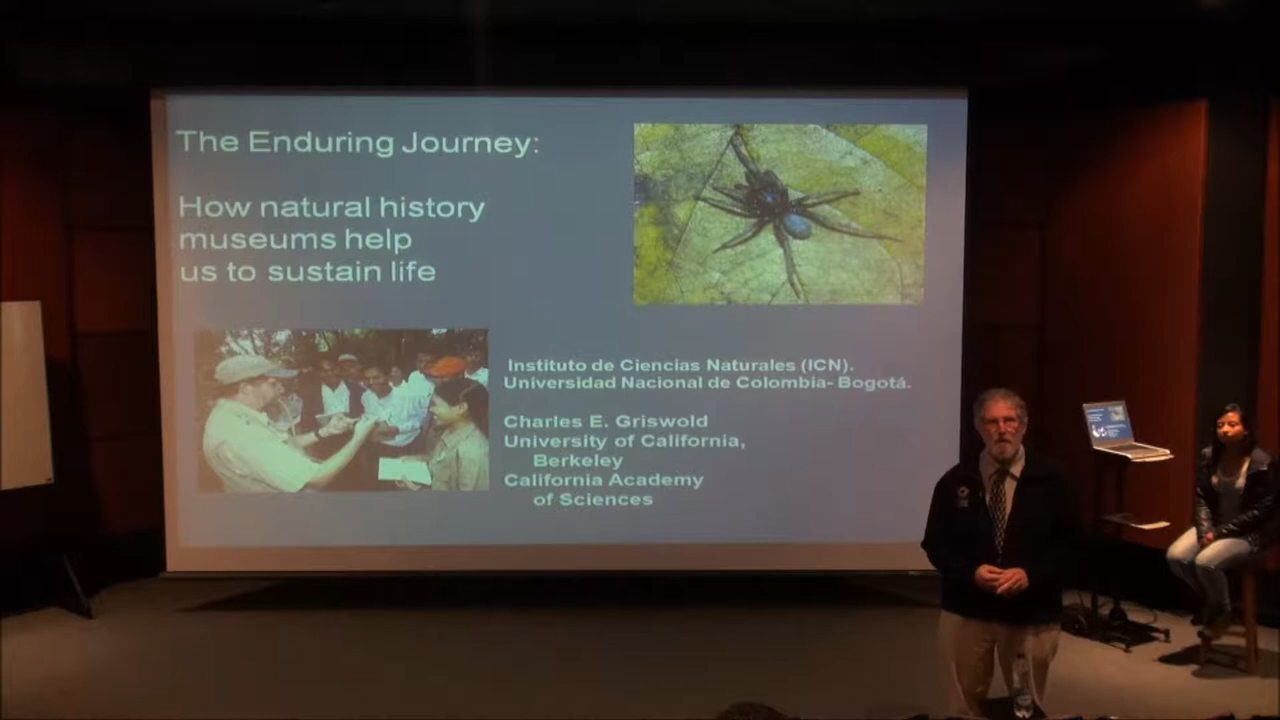 The Enduring Journey:
How natural history
museums help
us to sustain life
Instituto de Ciencias Naturales (ICN).
Universidad Nacional de Colombia- Bogotá.
Charles E. Griswold
University of California,
Berkeley
California Academy
of Sciences